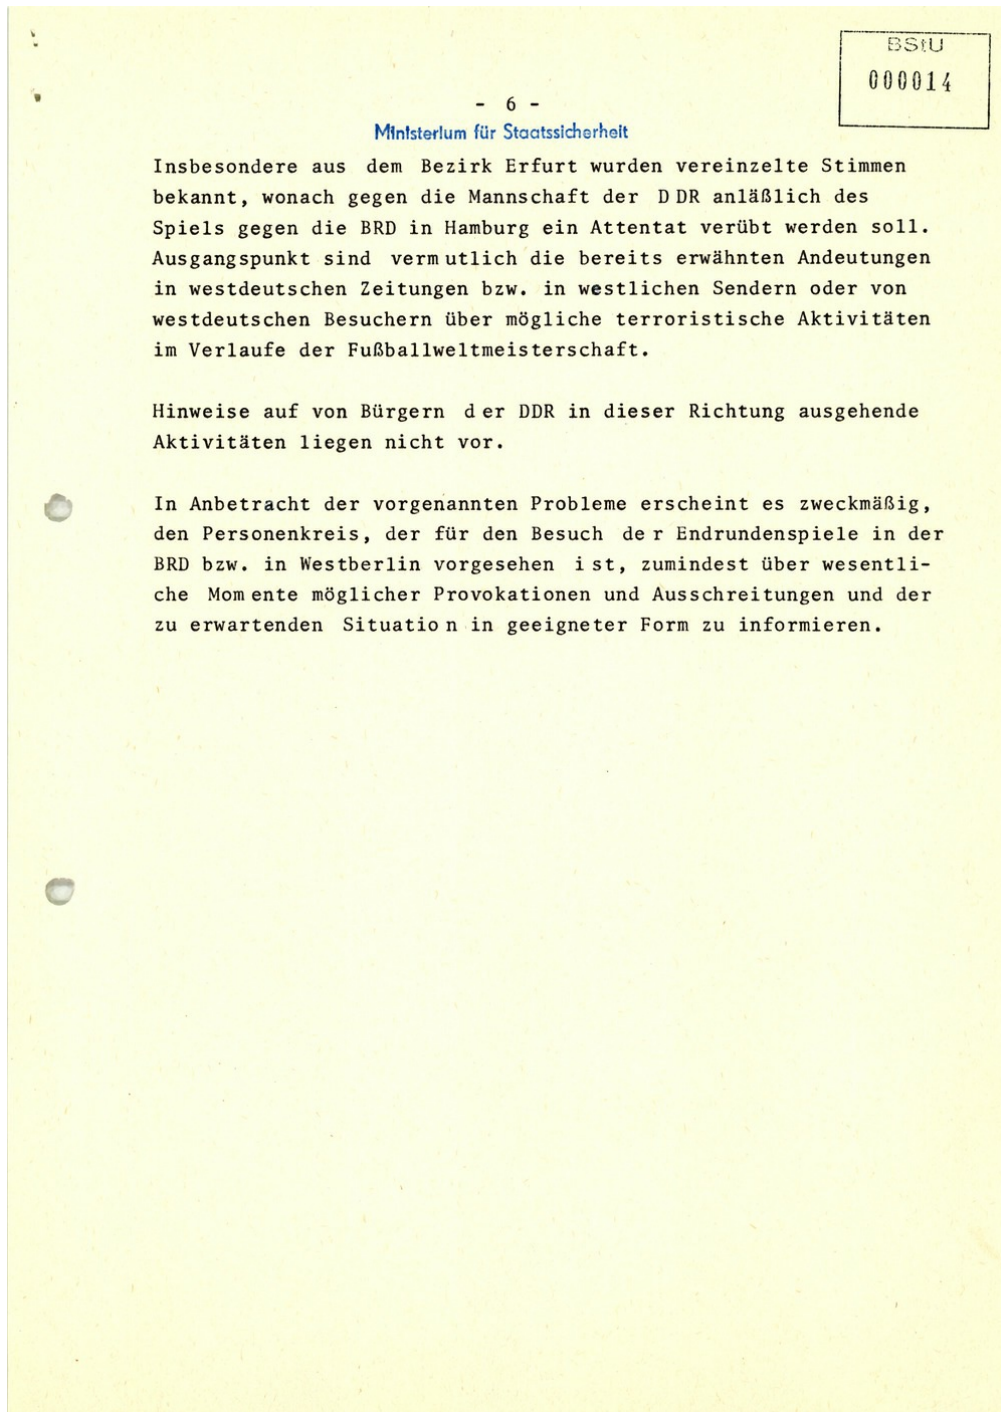 BStU
000014
- 6 -
Ministerium für Staatssicherheit
Insbesondere aus dem Bezirk Erfurt wurden vereinzelte Stimmen
bekannt, wonach gegen die Mannschaft der DDR anläßlich des
Spiels gegen die BRD in Hamburg ein Attentat verübt werden soll.
Ausgangspunkt sind vermutlich die bereits erwähnten Andeutungen
in westdeutschen Zeitungen bzw. in westlichen Sendern oder von
westdeutschen Besuchern über mögliche terroristische Aktivitäten
im Verlaufe der Fußballweltmeisterschaft.
Hinweise auf von Bürgern der DDR in dieser Richtung ausgehende
Aktivitäten liegen nicht vor.
In Anbetracht der vorgenannten Probleme erscheint es zweckmäßig,
den Personenkreis, der für den Besuch der Endrundenspiele in der
BRD bzw. in Westberlin vorgesehen ist, zumindest über wesentli-
che Momente möglicher Provokationen und Ausschreitungen und der
zu erwartenden Situation in geeigneter Form zu informieren.